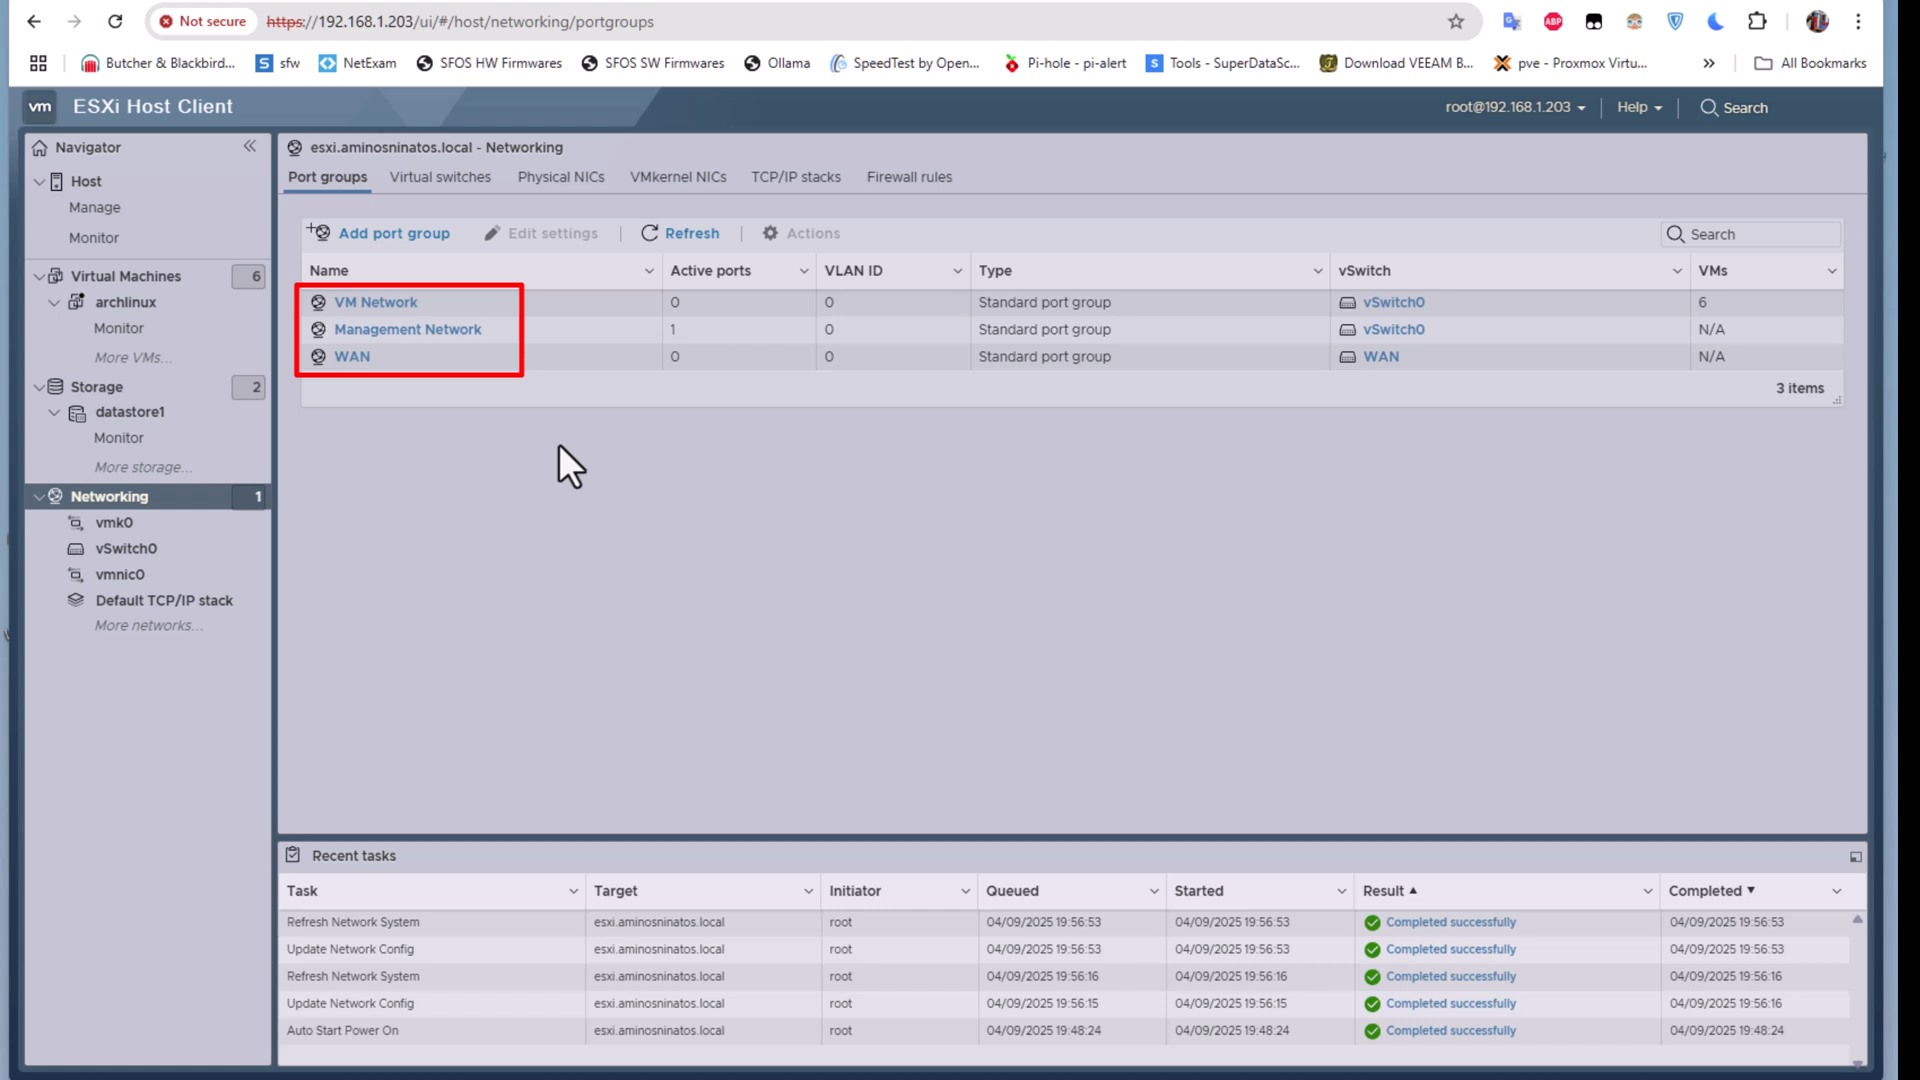 Not secure https://192.168.1.203/ui/#/host/networking/portgroups
ABP
Butcher & Blackbird... S sfw NetExam SFOS HW Firmwares SFOS SW Firmwares Ollama SpeedTest by Open... Pi-hole - pi-alert S Tools - SuperDataSc... Download VEEAM B... pve - Proxmox Virtu... » All Bookmarks
vm ESXi Host Client root@192.168.1.203 Help Search
Navigator
Host
Manage
Monitor
Virtual Machines 6
archlinux
Monitor
More VMs...
Storage 2
datastore1
Monitor
More storage...
Networking 1
vmk0
vSwitch0
vmnic0
Default TCP/IP stack
More networks...
esxi.aminosninatos.local - Networking
Port groups Virtual switches Physical NICs VMkernel NICs TCP/IP stacks Firewall rules
Add port group Edit settings Refresh Actions Search
Name Active ports VLAN ID Type vSwitch VMs
VM Network 0 0 Standard port group vSwitch0 6
Management Network 1 0 Standard port group vSwitch0 N/A
WAN 0 0 Standard port group WAN N/A
3 items
Recent tasks
Task Target Initiator Queued Started Result ▲ Completed ▼
Refresh Network System esxi.aminosninatos.local root 04/09/2025 19:56:53 04/09/2025 19:56:53 Completed successfully 04/09/2025 19:56:53
Update Network Config esxi.aminosninatos.local root 04/09/2025 19:56:53 04/09/2025 19:56:53 Completed successfully 04/09/2025 19:56:53
Refresh Network System esxi.aminosninatos.local root 04/09/2025 19:56:16 04/09/2025 19:56:16 Completed successfully 04/09/2025 19:56:16
Update Network Config esxi.aminosninatos.local root 04/09/2025 19:56:15 04/09/2025 19:56:15 Completed successfully 04/09/2025 19:56:16
Auto Start Power On esxi.aminosninatos.local root 04/09/2025 19:48:24 04/09/2025 19:48:24 Completed successfully 04/09/2025 19:48:24